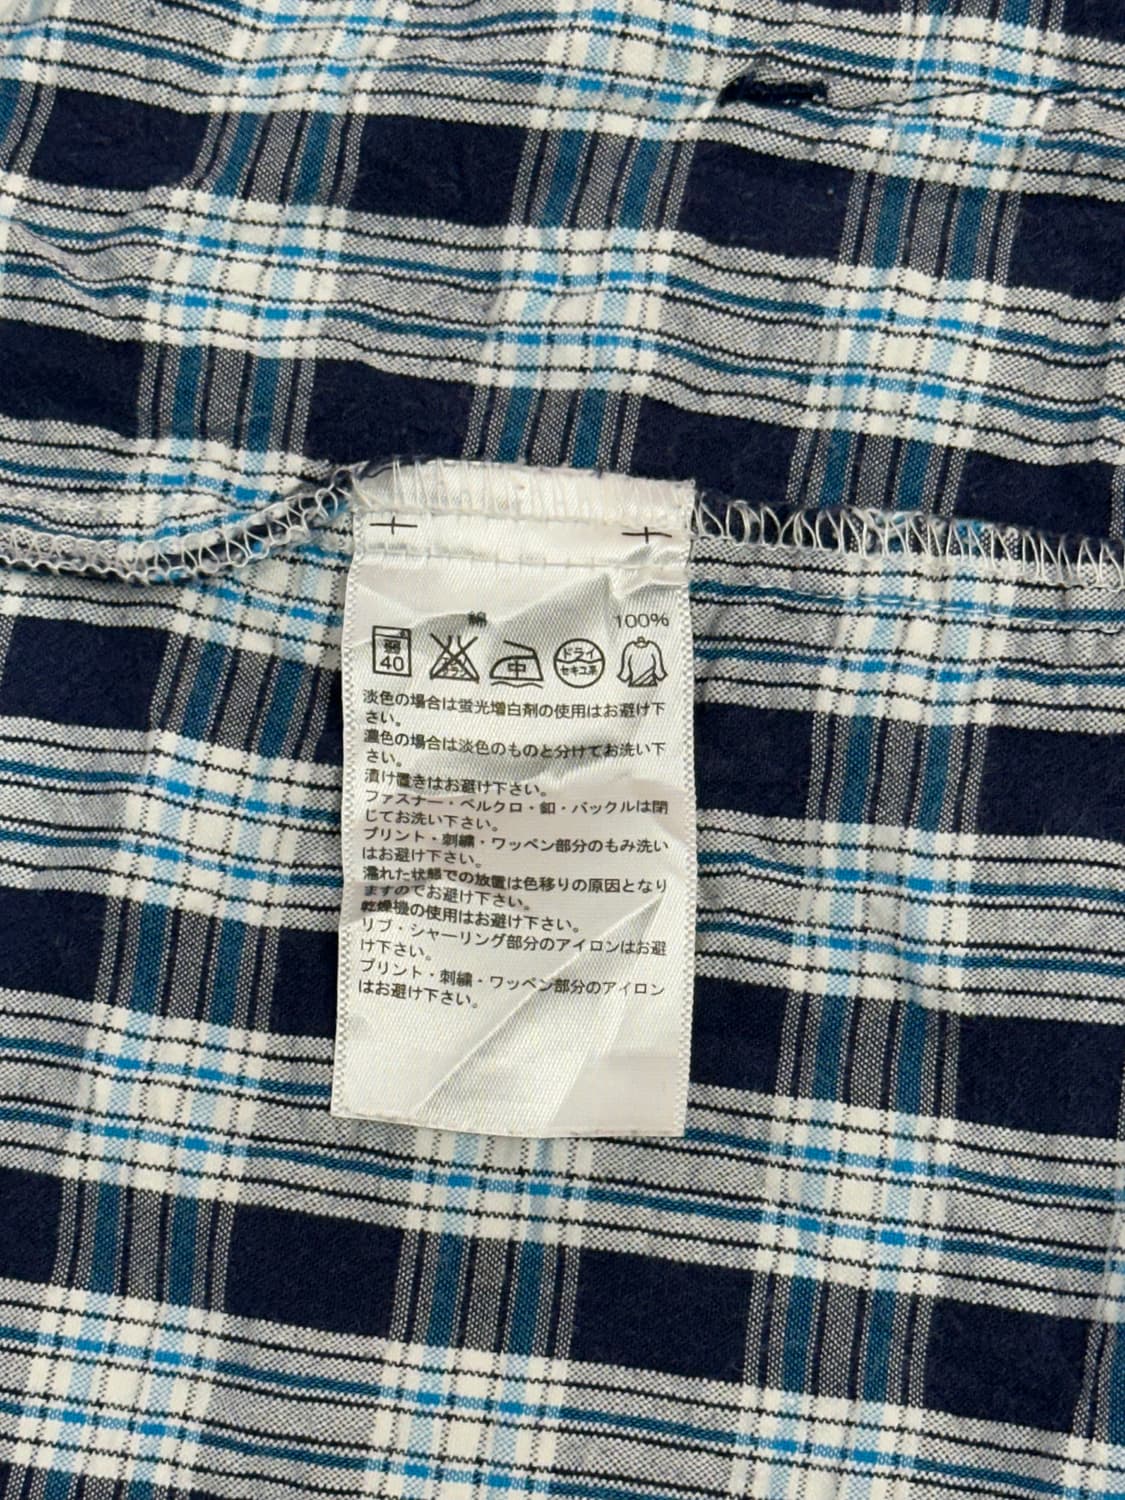 綿 100%
弱 40 エンソサラシ 中 ドライ セキユ系
淡色の場合は蛍光増白剤の使用はお避け下
さい。
濃色の場合は淡色のものと分けてお洗い下
さい。
漬け置きはお避け下さい。
ファスナー・ベルクロ・釦・バックルは閉
じてお洗い下さい。
プリント・刺繍・ワッペン部分のもみ洗い
はお避け下さい。
濡れた状態での放置は色移りの原因となり
ますのでお避け下さい。
乾燥機の使用はお避け下さい。
リブ・シャーリング部分のアイロンはお避
け下さい。
プリント・刺繍・ワッペン部分のアイロン
はお避け下さい。